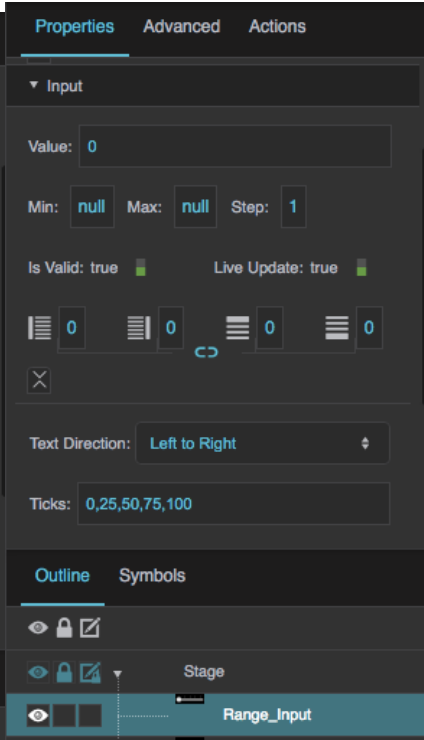 Properties Advanced Actions
Input
Value: 0
Min: null Max: null Step: 1
Is Valid: true Live Update: true
0 0 0 0
Text Direction: Left to Right
Ticks: 0,25,50,75,100
Outline Symbols
Stage
Range_Input